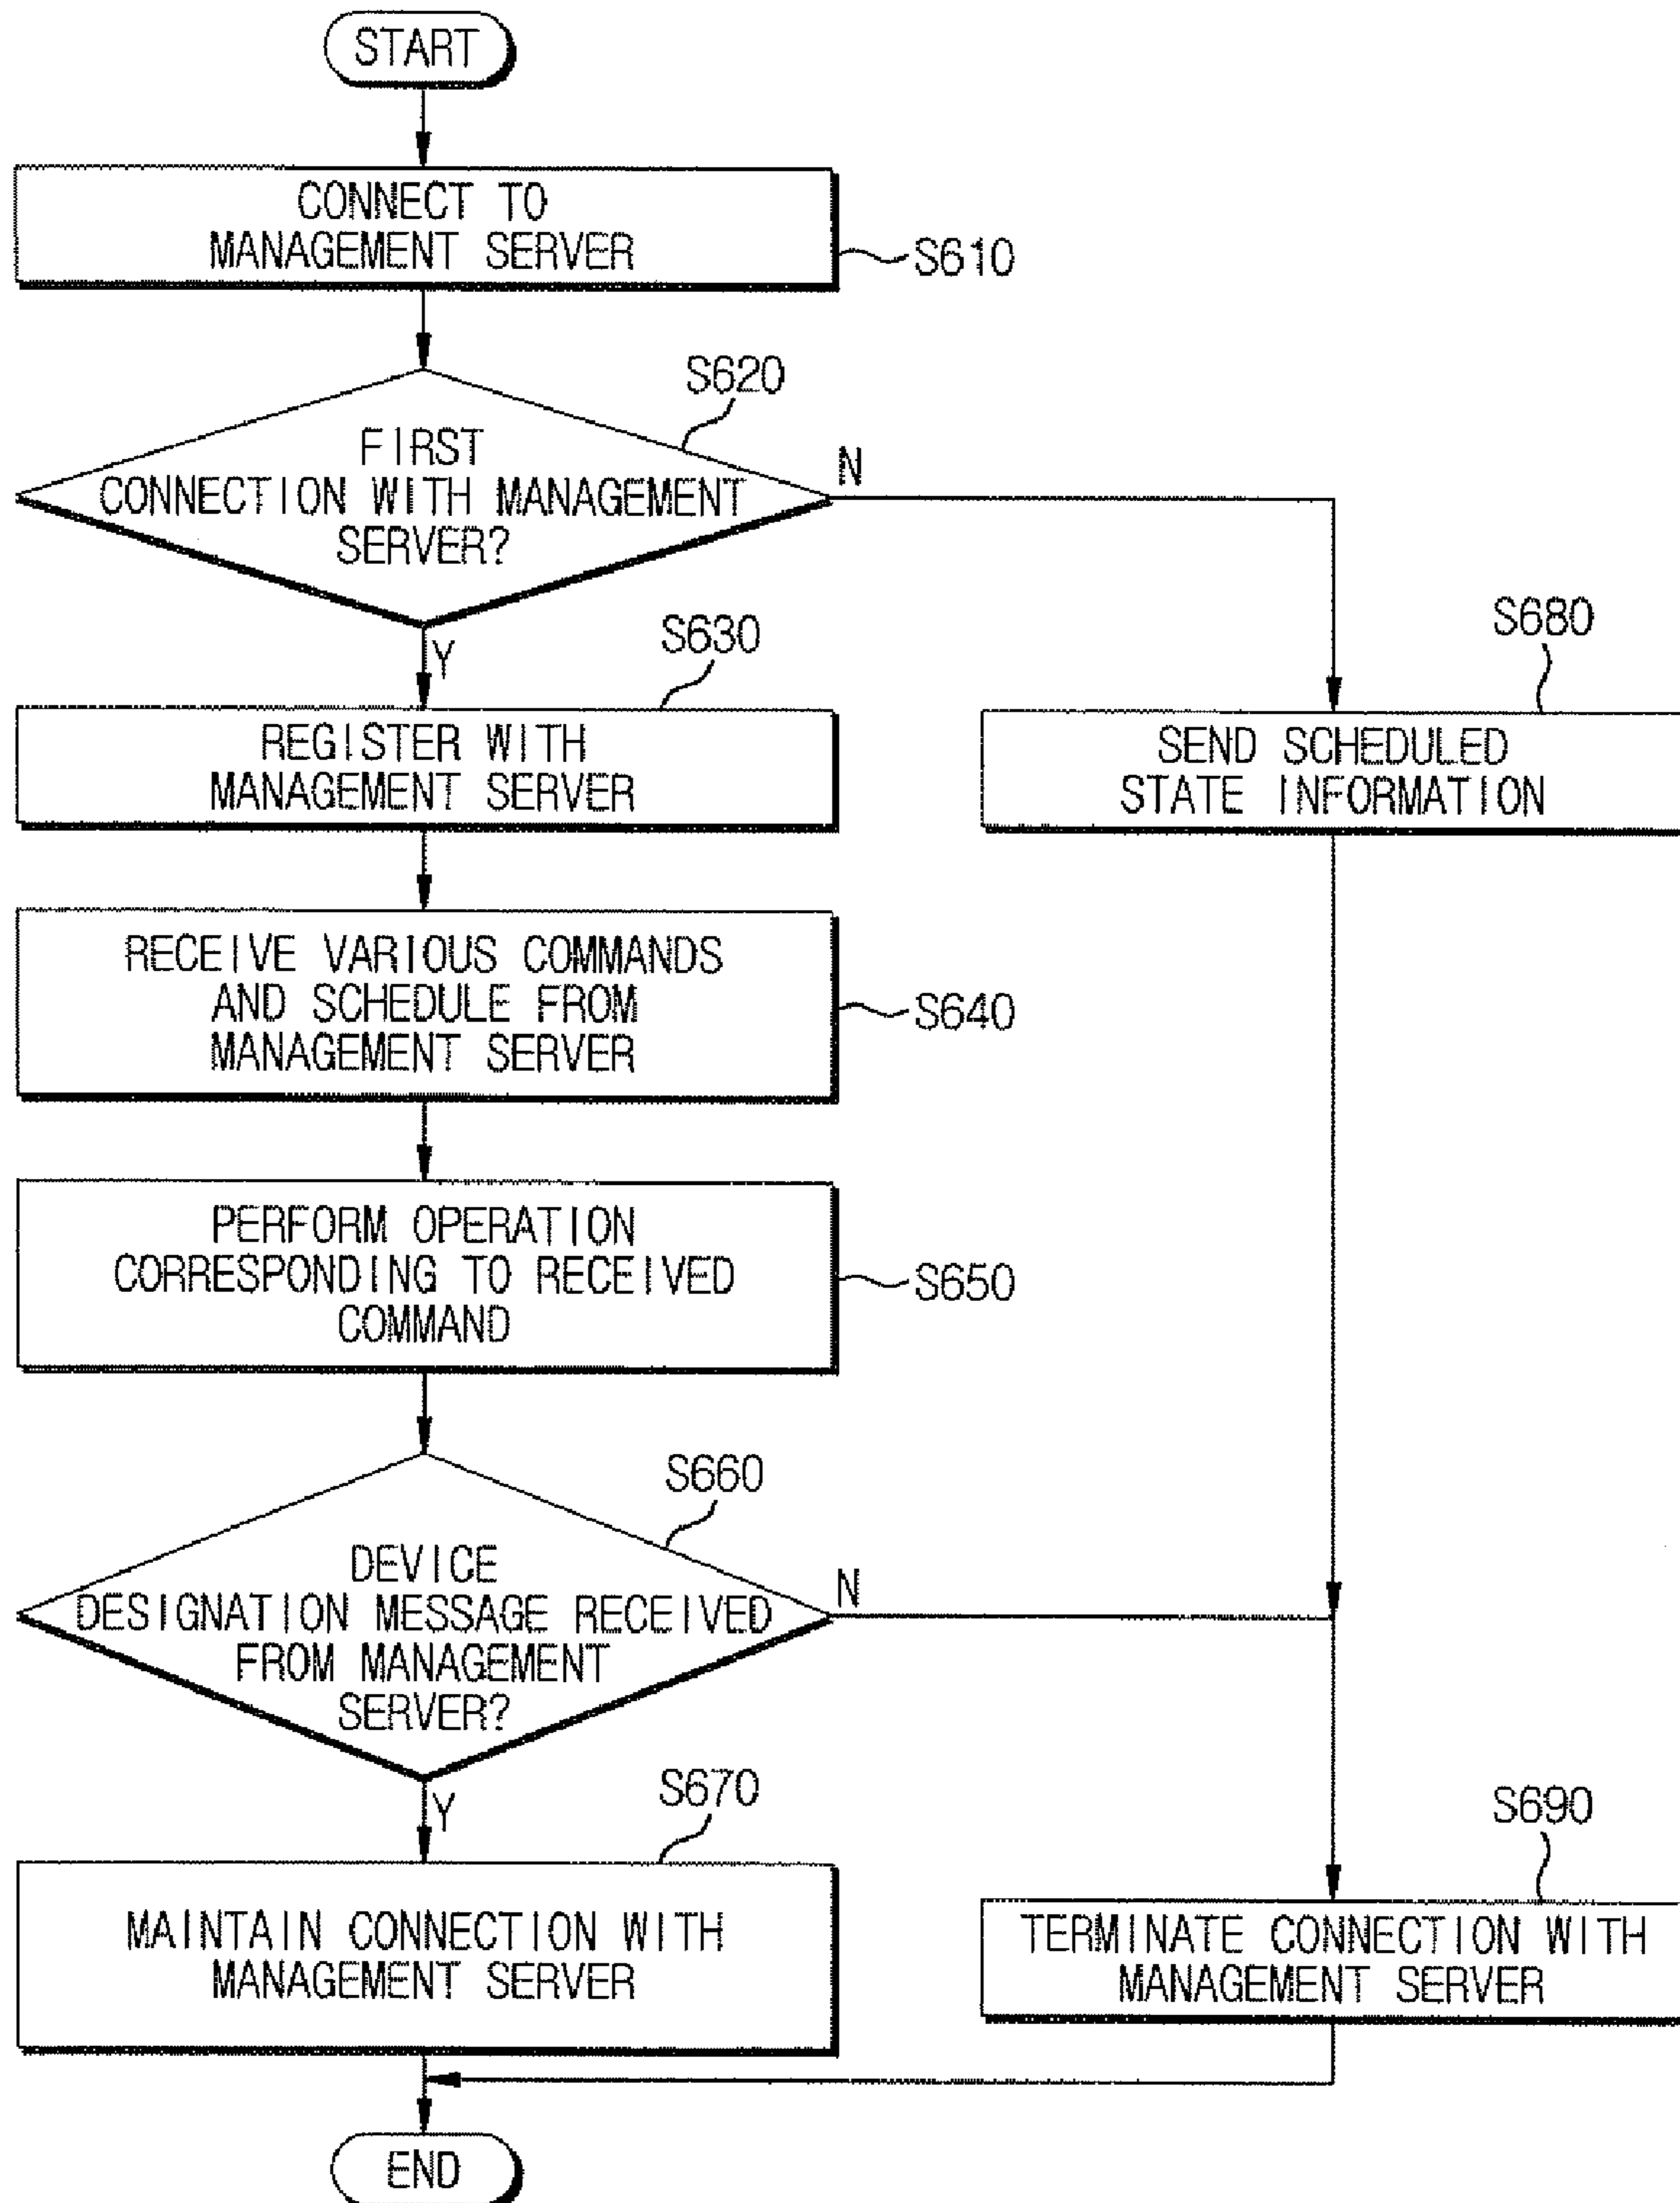 START
CONNECT TO
MANAGEMENT SERVER
S610
S620
FIRST
CONNECTION WITH MANAGEMENT
SERVER?
N
Y
S630
REGISTER WITH
MANAGEMENT SERVER
S680
SEND SCHEDULED
STATE INFORMATION
RECEIVE VARIOUS COMMANDS
AND SCHEDULE FROM
MANAGEMENT SERVER
S640
PERFORM OPERATION
CORRESPONDING TO RECEIVED
COMMAND
S650
S660
DEVICE
DESIGNATION MESSAGE RECEIVED
FROM MANAGEMENT
SERVER?
N
Y
S670
MAINTAIN CONNECTION WITH
MANAGEMENT SERVER
S690
TERMINATE CONNECTION WITH
MANAGEMENT SERVER
END